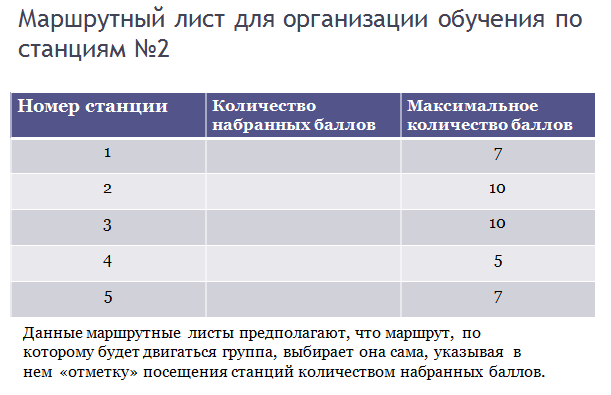 Маршрутный лист для организации обучения по
станциям №2
Номер станции Количество набранных баллов Максимальное количество баллов
1 7
2 10
3 10
4 5
5 7
Данные маршрутные листы предполагают, что маршрут, по
которому будет двигаться группа, выбирает она сама, указывая в
нем «отметку» посещения станций количеством набранных баллов.